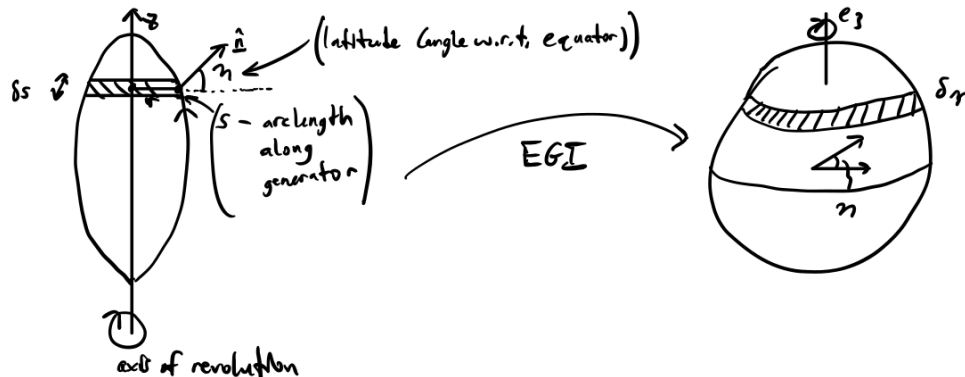 z
n̂
η
(latitude (angle w.r.t. equator))
δs
r
(s - arclength
along
generator)
EGI
e3
δη
η
axis of revolution